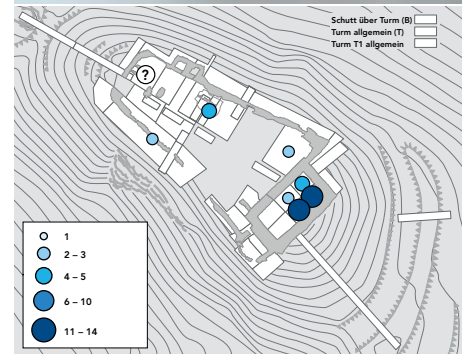 Schutt über Turm (B)
Turm allgemein (T)
Turm T1 allgemein
?
1
2 – 3
4 – 5
6 – 10
11 – 14